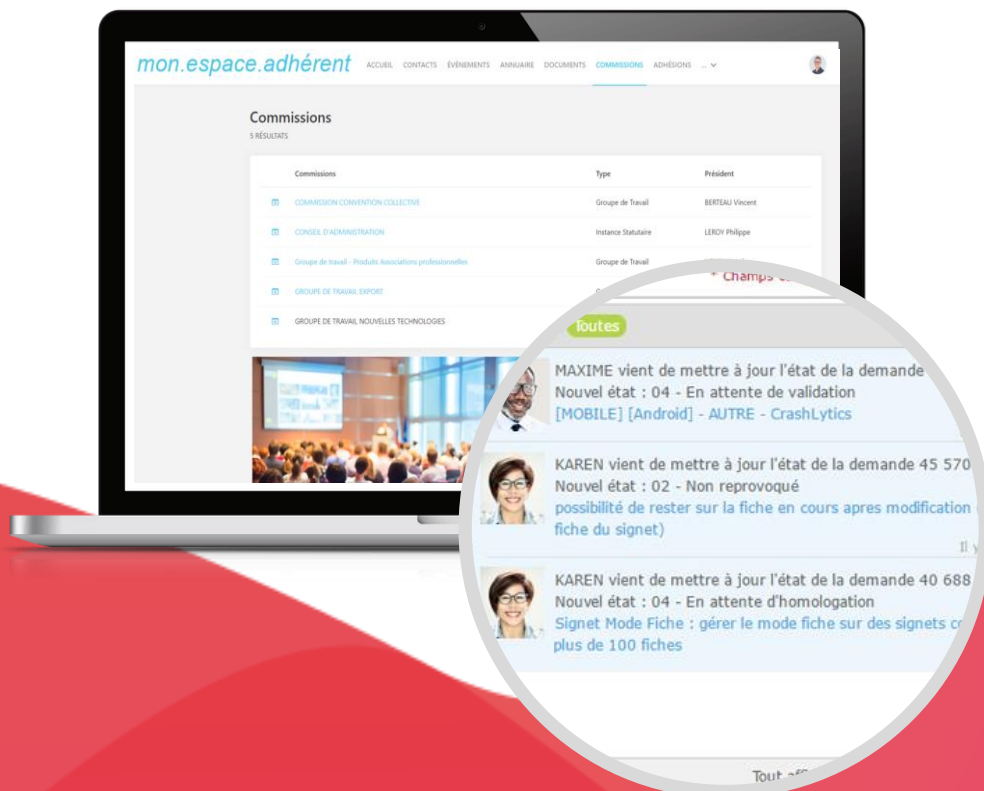 mon.espace.adhérent
ACCUEIL CONTACTS ÉVÉNEMENTS ANNUAIRE DOCUMENTS COMMISSIONS ADHÉSIONS ...
Commissions
5 RÉSULTATS
Commissions Type Président
COMMISSION CONVENTION COLLECTIVE Groupe de Travail BERTEAU Vincent
CONSEIL D'ADMINISTRATION Instance Statutaire LEROY Philippe
Groupe de travail - Produits Associations professionnelles Groupe de Travail
GROUPE DE TRAVAIL EXPORT
GROUPE DE TRAVAIL NOUVELLES TECHNOLOGIES
* Champs
Toutes
MAXIME vient de mettre à jour l'état de la demande
Nouvel état : 04 - En attente de validation
[MOBILE] [Android] - AUTRE - CrashLytics
KAREN vient de mettre à jour l'état de la demande 45 570
Nouvel état : 02 - Non reprovoqué
possibilité de rester sur la fiche en cours apres modification
fiche du signet)
Il y
KAREN vient de mettre à jour l'état de la demande 40 688
Nouvel état : 04 - En attente d'homologation
Signet Mode Fiche : gérer le mode fiche sur des signets
plus de 100 fiches
Tout